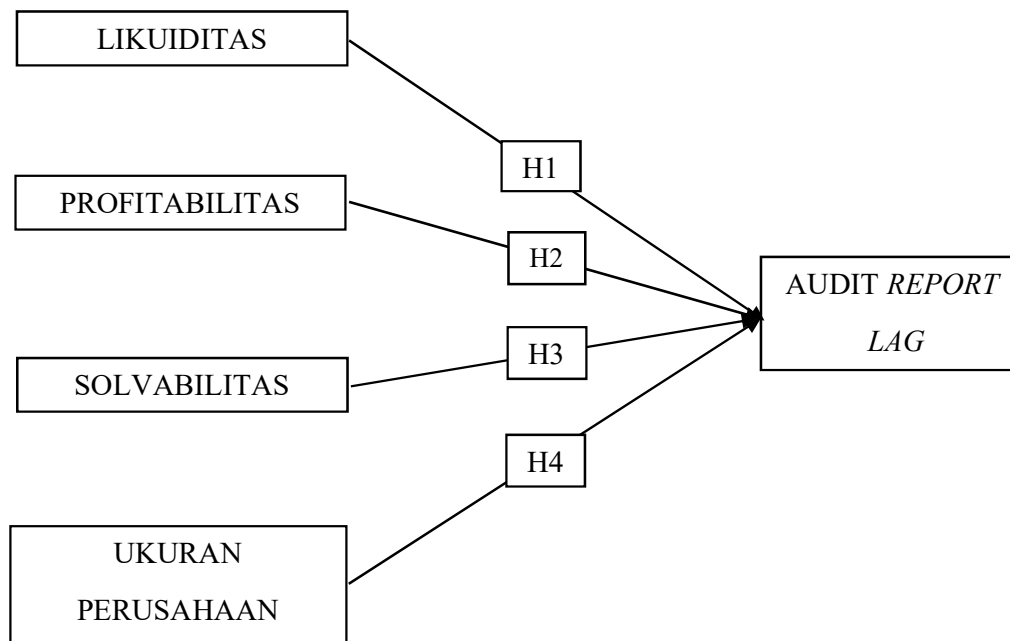 LIKUIDITAS
H1
PROFITABILITAS
H2
AUDIT REPORT
LAG
H3
SOLVABILITAS
H4
UKURAN
PERUSAHAAN